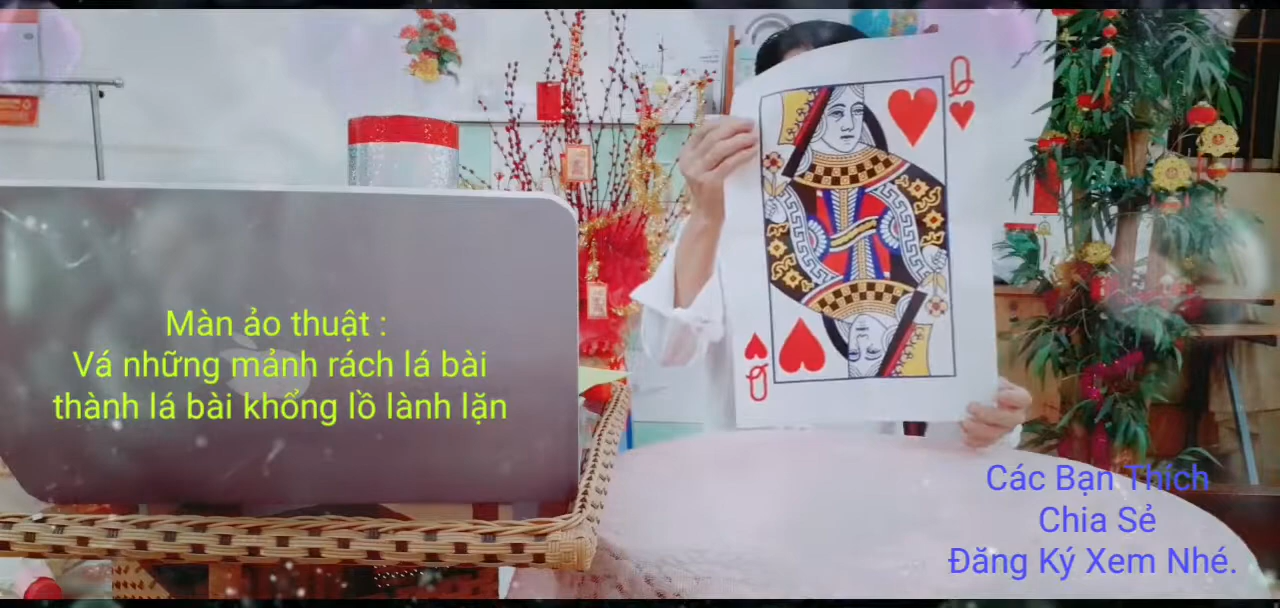 Màn ảo thuật :
Vá những mảnh rách lá bài
thành lá bài khổng lồ lành lặn
Q
Q
Các Bạn Thích
Chia Sẻ
Đăng Ký Xem Nhé.